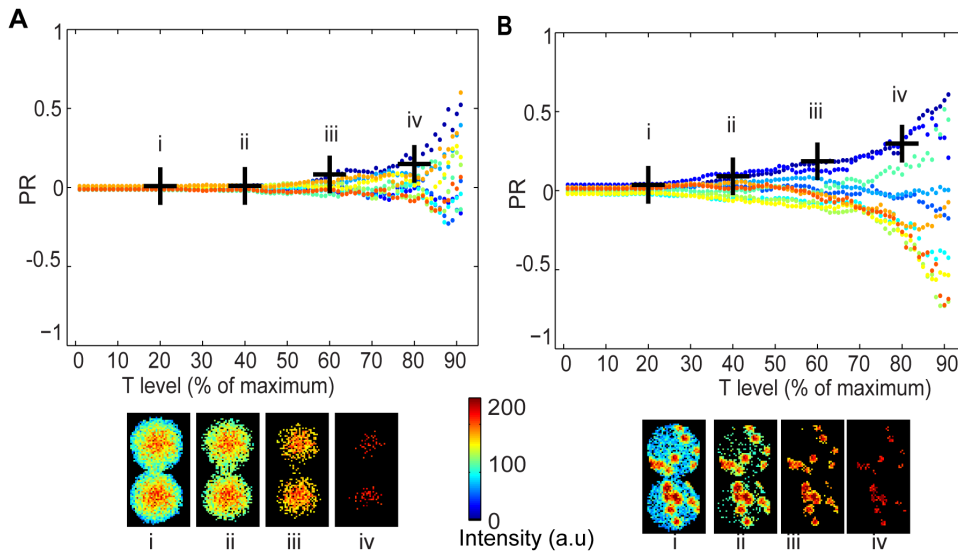 A
1
0.5
0
-0.5
−1
PR
i
ii
iii
iv
0 10 20 30 40 50 60 70 80 90
T level (% of maximum)
i
ii
iii
iv
200
100
0
Intensity (a.u)
B
1
0.5
0
-0.5
−1
PR
i
ii
iii
iv
0 10 20 30 40 50 60 70 80 90
T level (% of maximum)
i
ii
iii
iv